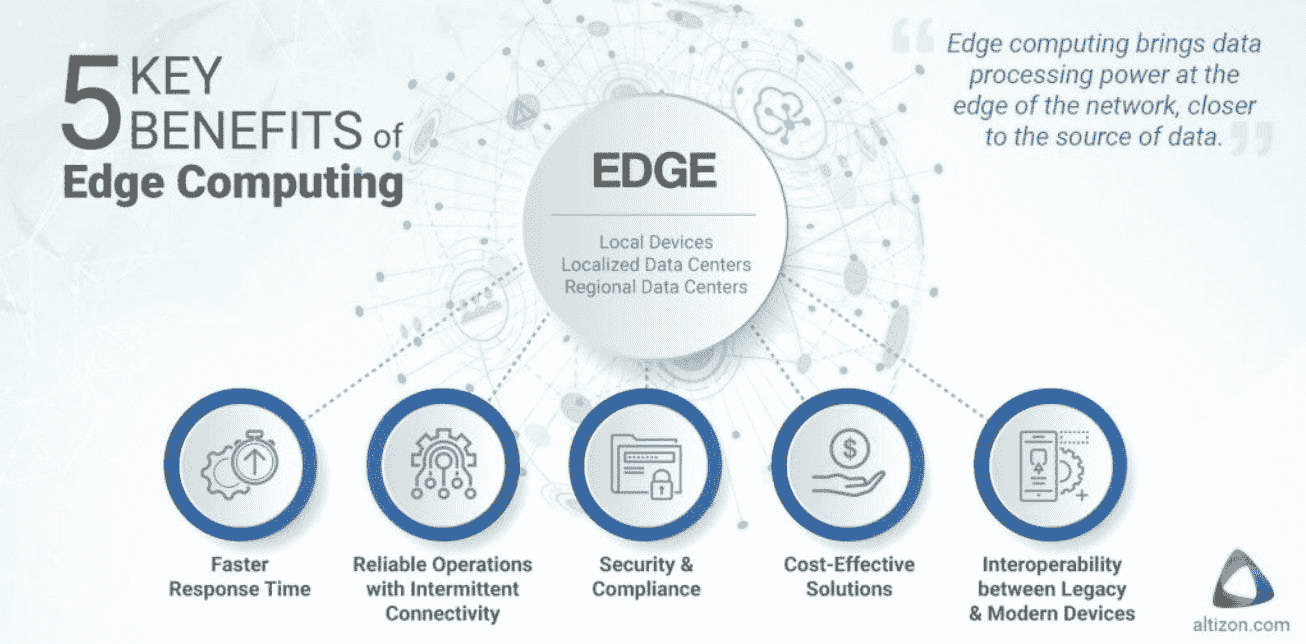 5 KEY
BENEFITS of
Edge Computing
“Edge computing brings data
processing power at the
edge of the network, closer
to the source of data.”
EDGE
Local Devices
Localized Data Centers
Regional Data Centers
$
Faster
Response Time
Reliable Operations
with Intermittent
Connectivity
Security &
Compliance
Cost-Effective
Solutions
Interoperability
between Legacy
& Modern Devices
altizon.com